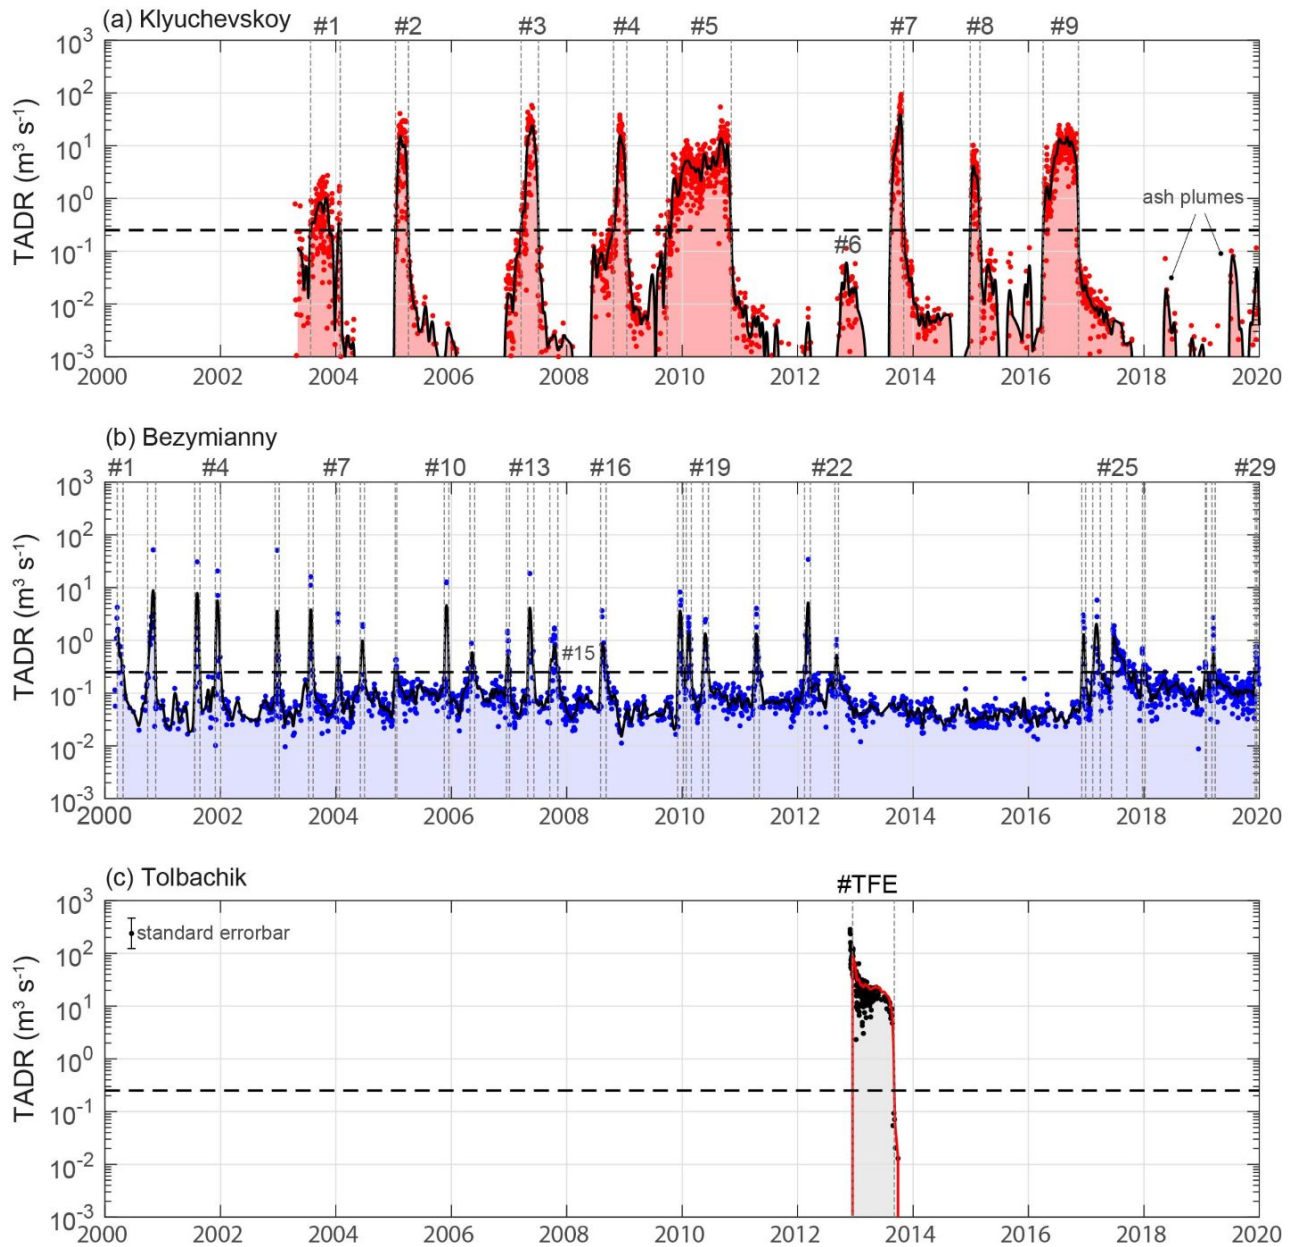 (a) Klyuchevskoy
#1 #2 #3 #4 #5 #7 #8 #9
10³
10²
10¹
10⁰
10⁻¹
10⁻²
10⁻³
TADR (m³ s⁻¹)
#6
ash plumes
2000 2002 2004 2006 2008 2010 2012 2014 2016 2018 2020
(b) Bezymianny
#1 #4 #7 #10 #13 #16 #19 #22 #25 #29
10³
10²
10¹
10⁰
10⁻¹
10⁻²
10⁻³
TADR (m³ s⁻¹)
#15
2000 2002 2004 2006 2008 2010 2012 2014 2016 2018 2020
(c) Tolbachik
#TFE
10³
10²
10¹
10⁰
10⁻¹
10⁻²
10⁻³
TADR (m³ s⁻¹)
standard errorbar
2000 2002 2004 2006 2008 2010 2012 2014 2016 2018 2020